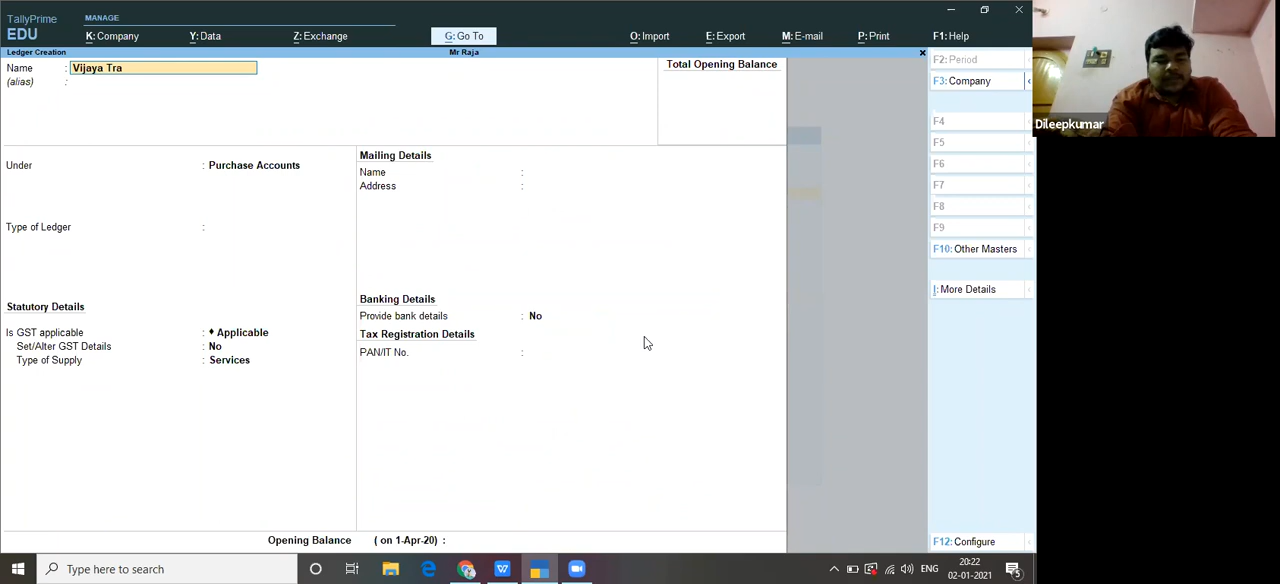 TallyPrime
EDU
MANAGE
K: Company
Y: Data
Z: Exchange
G: Go To
O: Import
E: Export
M: E-mail
P: Print
F1: Help
Ledger Creation
Mr Raja
Name : Vijaya Tra
(alias) :
Total Opening Balance
Under : Purchase Accounts
Type of Ledger :
Mailing Details
Name :
Address :
Statutory Details
Is GST applicable : ♦ Applicable
Set/Alter GST Details : No
Type of Supply : Services
Banking Details
Provide bank details : No
Tax Registration Details
PAN/IT No. :
Opening Balance ( on 1-Apr-20) :
F2: Period
F3: Company
F4
F5
F6
F7
F8
F9
F10: Other Masters
I: More Details
F12: Configure
Dileepkumar
Type here to search
ENG
20:22
02-01-2021
5